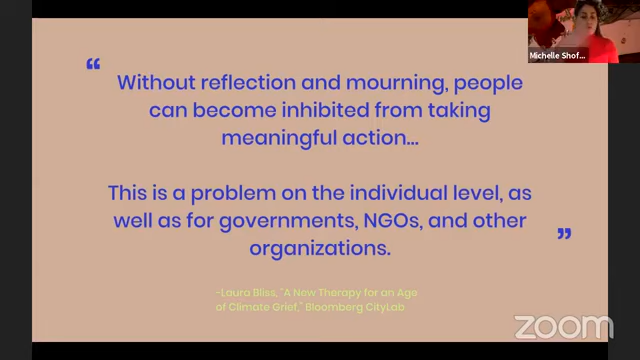 Michelle Shof...
“
Without reflection and mourning, people
can become inhibited from taking
meaningful action...
This is a problem on the individual level, as
well as for governments, NGOs, and other
organizations.
”
-Laura Bliss, "A New Therapy for an Age
of Climate Grief," Bloomberg CityLab
zoom